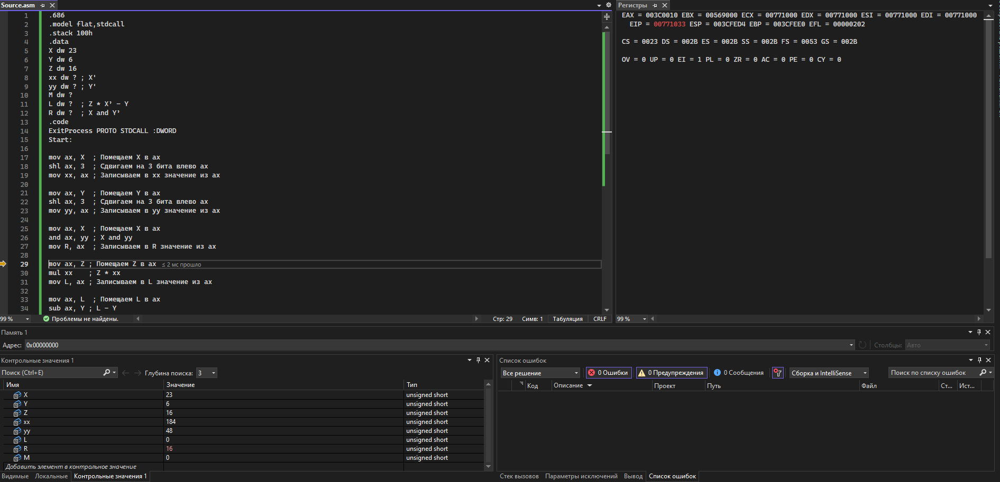 Source.asm
1 .686
2 .model flat,stdcall
3 .stack 100h
4 .data
5 X dw 23
6 Y dw 6
7 Z dw 16
8 xx dw ? ; X'
9 yy dw ? ; Y'
10 M dw ?
11 L dw ?  ; Z * X’ - Y
12 R dw ?  ; X and Y’
13 .code
14 ExitProcess PROTO STDCALL :DWORD
15 Start:
16
17 mov ax, X  ; Помещаем X в ax
18 shl ax, 3  ; Сдвигаем на 3 бита влево ax
19 mov xx, ax ; Записываем в xx значение из ax
20
21 mov ax, Y  ; Помещаем Y в ax
22 shl ax, 3  ; Сдвигаем на 3 бита влево ax
23 mov yy, ax ; Записываем в yy значение из ax
24
25 mov ax, X  ; Помещаем X в ax
26 and ax, yy ; X and yy
27 mov R, ax  ; Записываем в R значение из ax
28
29 mov ax, Z ; Помещаем Z в ax ≤ 2 мс прошло
30 mul xx    ; Z * xx
31 mov L, ax ; Записываем в L значение из ax
32
33 mov ax, L  ; Помещаем L в ax
34 sub ax, Y ; L - Y
99 % Проблемы не найдены. Стр: 29 Симв: 1 Табуляция CRLF
Регистры
EAX = 003C0010 EBX = 00569000 ECX = 00771000 EDX = 00771000 ESI = 00771000 EDI = 00771000
EIP = 00771033 ESP = 003CFED4 EBP = 003CFEE0 EFL = 00000202
CS = 0023 DS = 002B ES = 002B SS = 002B FS = 0053 GS = 002B
OV = 0 UP = 0 EI = 1 PL = 0 ZR = 0 AC = 0 PE = 0 CY = 0
99 %
Память 1
Адрес: 0x00000000 Столбцы: Авто
Контрольные значения 1
Поиск (Ctrl+E) Глубина поиска: 3
Имя Значение Тип
X 23 unsigned short
Y 6 unsigned short
Z 16 unsigned short
xx 184 unsigned short
yy 48 unsigned short
L 0 unsigned short
R 16 unsigned short
M 0 unsigned short
Добавить элемент в контрольное значение
Видимые Локальные Контрольные значения 1
Список ошибок
Все решение 0 Ошибки 0 Предупреждения 0 Сообщения Сборка и IntelliSense Поиск по списку ошибок
Код Описание Проект Путь Файл Ст... Ист...
Стек вызовов Параметры исключений Вывод Список ошибок